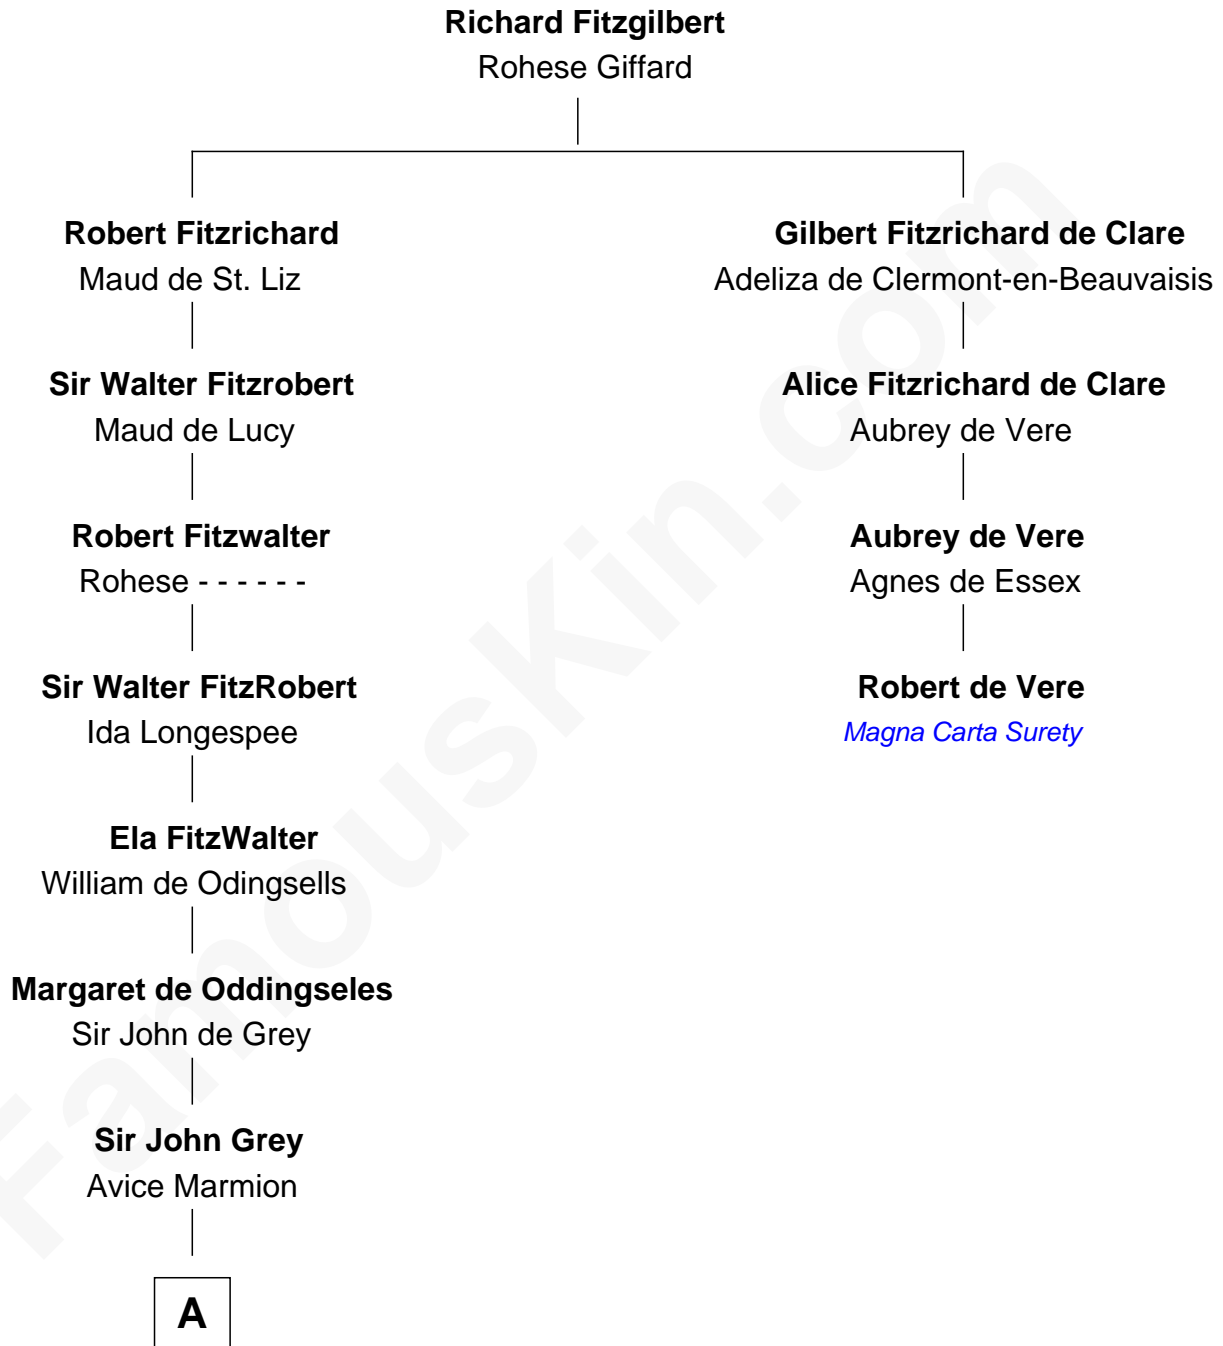 Richard Fitzgilbert
Rohese Giffard
Robert Fitzrichard
Maud de St. Liz
Gilbert Fitzrichard de Clare
Adeliza de Clermont-en-Beauvaisis
Sir Walter Fitzrobert
Maud de Lucy
Alice Fitzrichard de Clare
Aubrey de Vere
Robert Fitzwalter
Rohese - - - - - -
Aubrey de Vere
Agnes de Essex
Sir Walter FitzRobert
Ida Longespee
Robert de Vere
Magna Carta Surety
Ela FitzWalter
William de Odingsells
Margaret de Oddingseles
Sir John de Grey
Sir John Grey
Avice Marmion
A
FamousKin.com